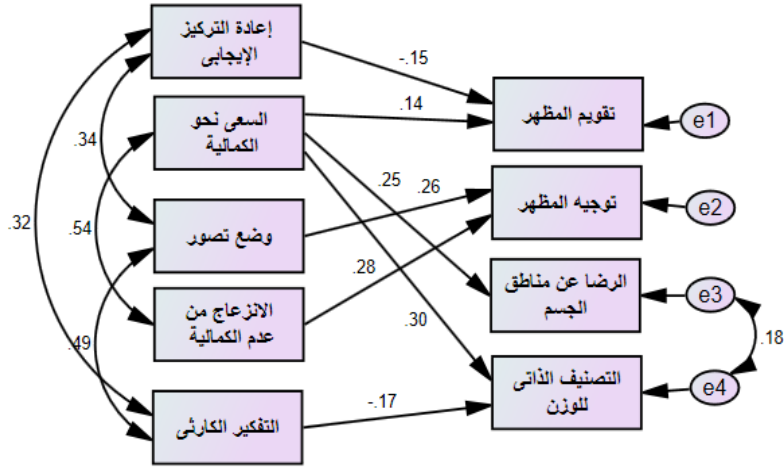 إعادة التركيز
الإيجابى
السعى نحو
الكمالية
وضع تصور
الانزعاج من
عدم الكمالية
التفكير الكارثى
تقويم المظهر
توجيه المظهر
الرضا عن مناطق
الجسم
التصنيف الذاتى
للوزن
e1
e2
e3
e4
-.15
.14
.25
.26
.28
.30
-.17
.34
.32
.54
.49
.18